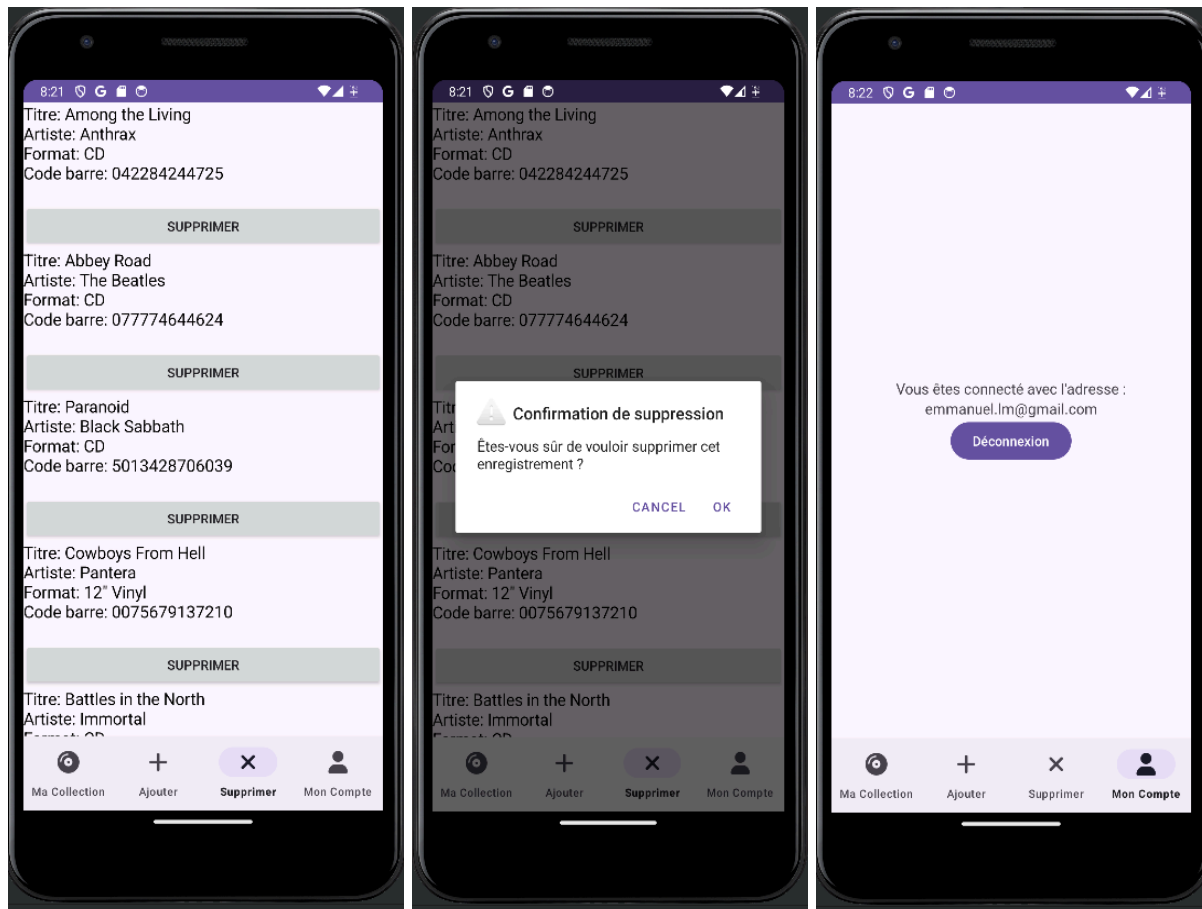 8:21 G
Titre: Among the Living
Artiste: Anthrax
Format: CD
Code barre: 042284244725
SUPPRIMER
Titre: Abbey Road
Artiste: The Beatles
Format: CD
Code barre: 077774644624
SUPPRIMER
Titre: Paranoid
Artiste: Black Sabbath
Format: CD
Code barre: 5013428706039
SUPPRIMER
Titre: Cowboys From Hell
Artiste: Pantera
Format: 12" Vinyl
Code barre: 0075679137210
SUPPRIMER
Titre: Battles in the North
Artiste: Immortal
Format: CD
Ma Collection Ajouter Supprimer Mon Compte
8:21 G
Titre: Among the Living
Artiste: Anthrax
Format: CD
Code barre: 042284244725
SUPPRIMER
Titre: Abbey Road
Artiste: The Beatles
Format: CD
Code barre: 077774644624
SUPPRIMER
Confirmation de suppression
Êtes-vous sûr de vouloir supprimer cet
enregistrement ?
CANCEL OK
Titre: Cowboys From Hell
Artiste: Pantera
Format: 12" Vinyl
Code barre: 0075679137210
SUPPRIMER
Titre: Battles in the North
Artiste: Immortal
Format: CD
Ma Collection Ajouter Supprimer Mon Compte
8:22 G
Vous êtes connecté avec l'adresse :
emmanuel.lm@gmail.com
Déconnexion
Ma Collection Ajouter Supprimer Mon Compte